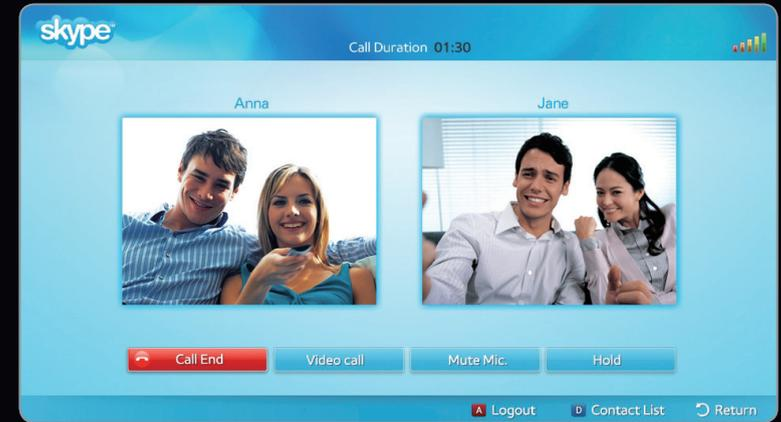 skype
Call Duration 01:30
Anna
Jane
Call End
Video call
Mute Mic.
Hold
A Logout
D Contact List
Return